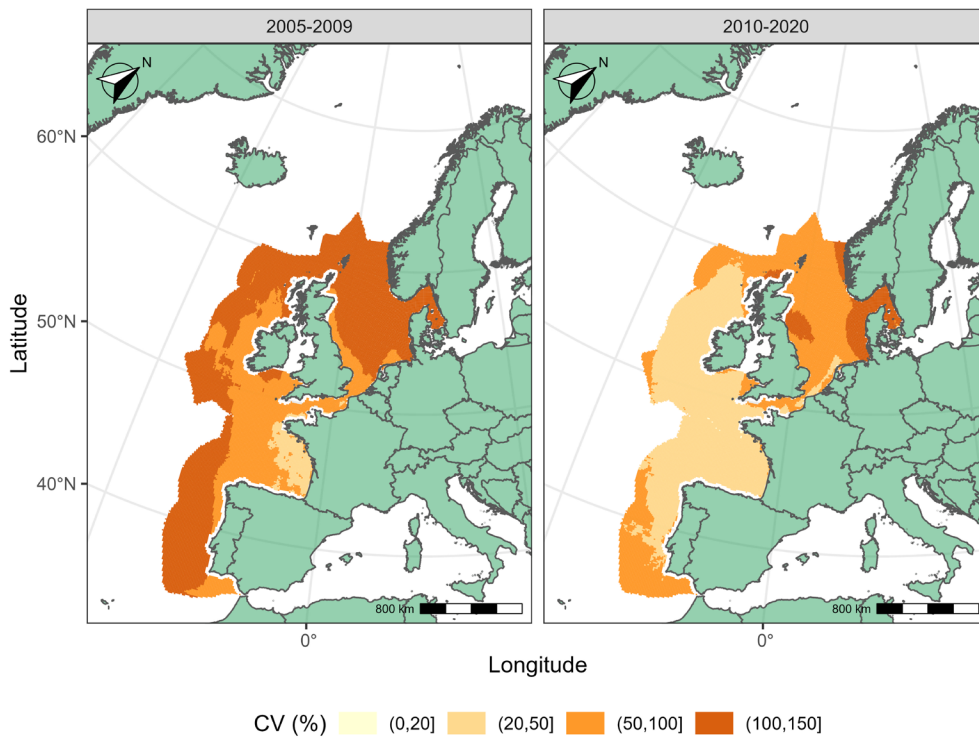 2005-2009
2010-2020
N
N
60°N
50°N
40°N
Latitude
800 km
800 km
0°
0°
Longitude
CV (%) (0,20] (20,50] (50,100] (100,150]